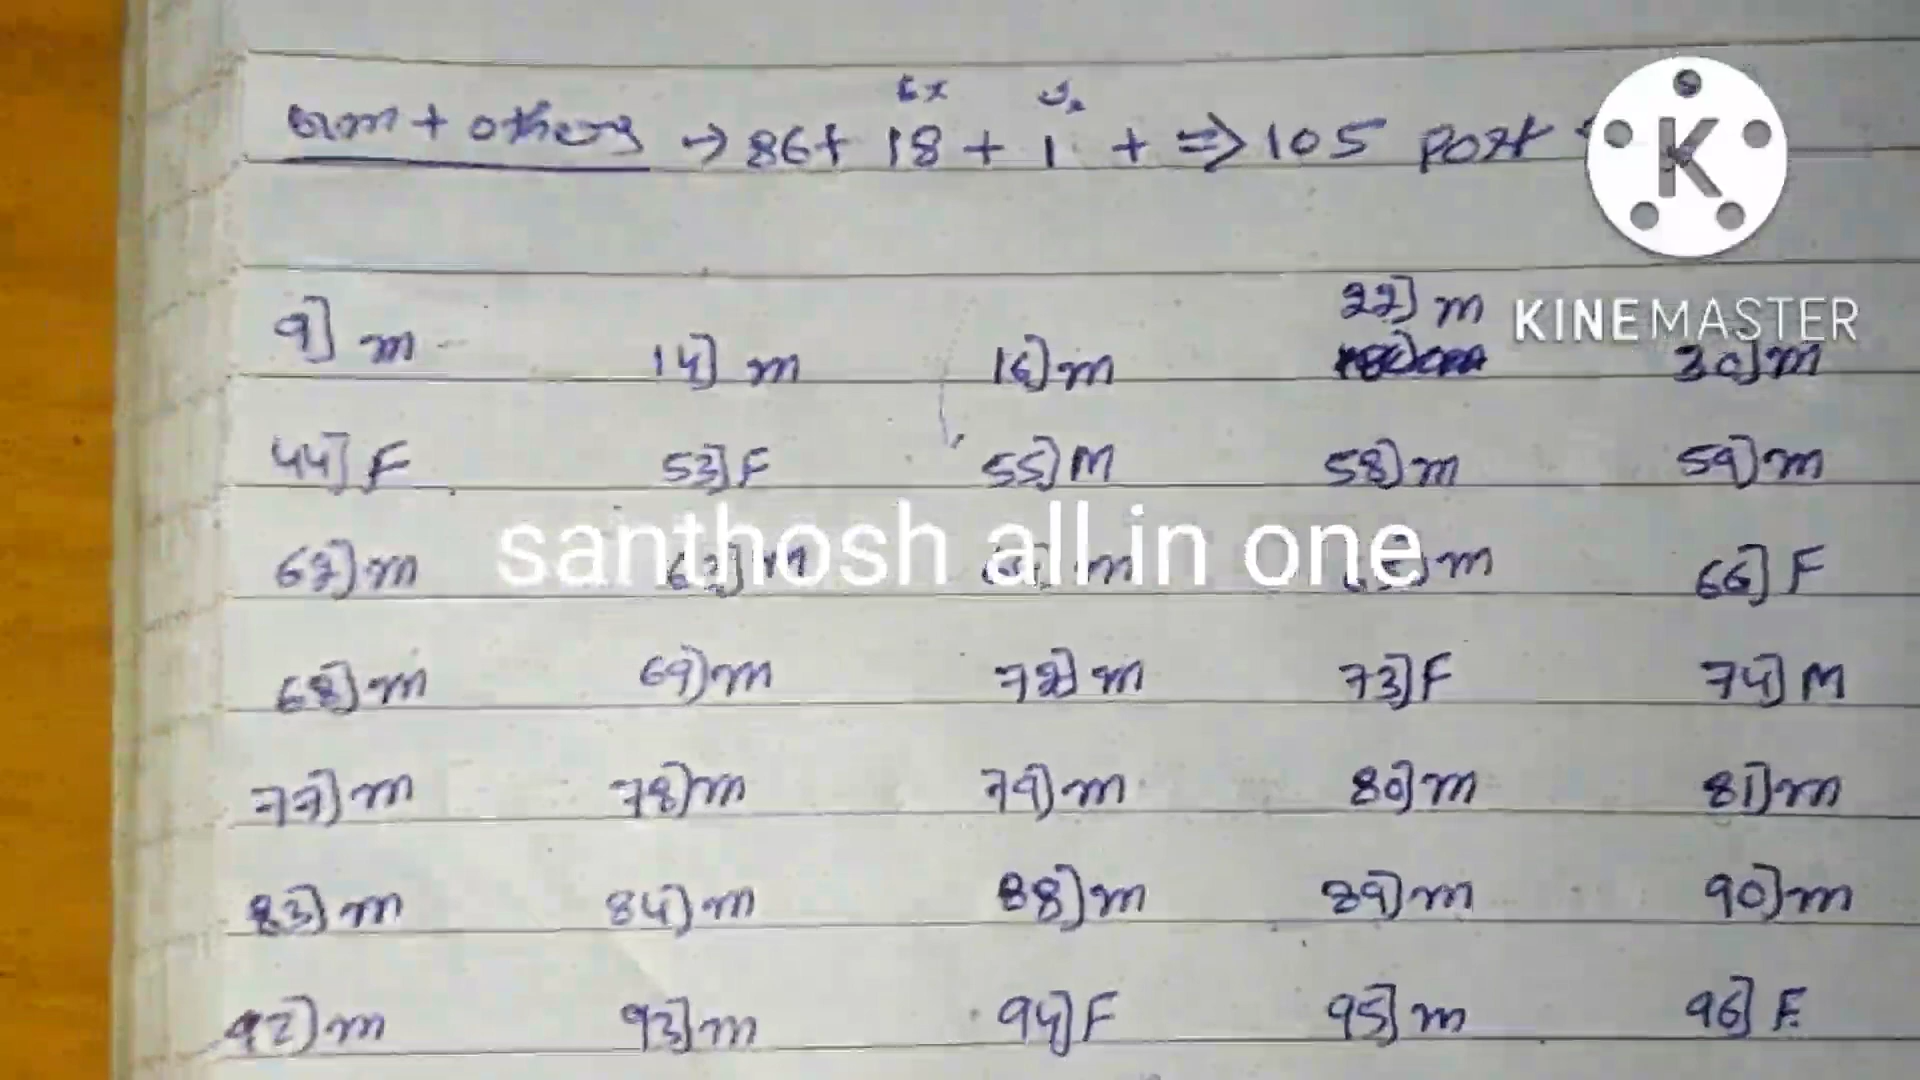 + others → 86 + 18 + 1 + ⇒ 105 post
Ex
K
KINEMASTER
22] m
9] m 14] m 16] m 30] m
44] F 53] F 55] M 58] m 59] m
santhosh all in one
m m m m 66] F
68] m 69] m 72] m 73] F 74] M
77] m 78] m 79] m 80] m 81] m
83] m 84] m 88] m 89] m 90] m
92] m 93] m 94] F 95] m 96] F